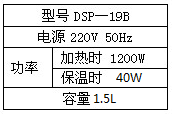 型号 DSP—19B
电源 220V 50Hz
功率
加热时 1200W
保温时 40W
容量 1.5L